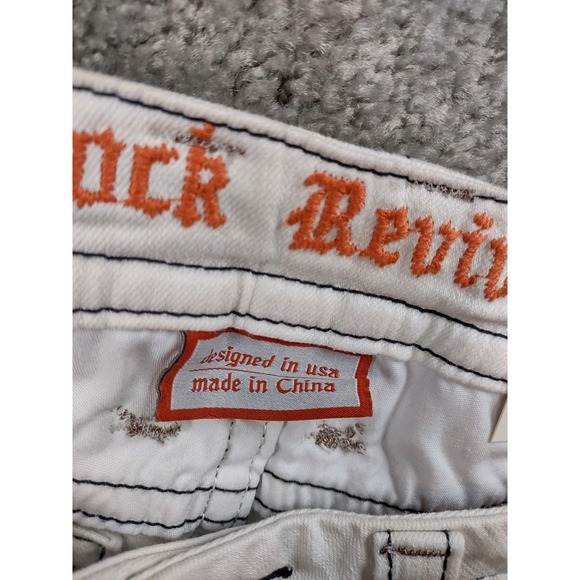 ock Reviv
designed in usa
made in China